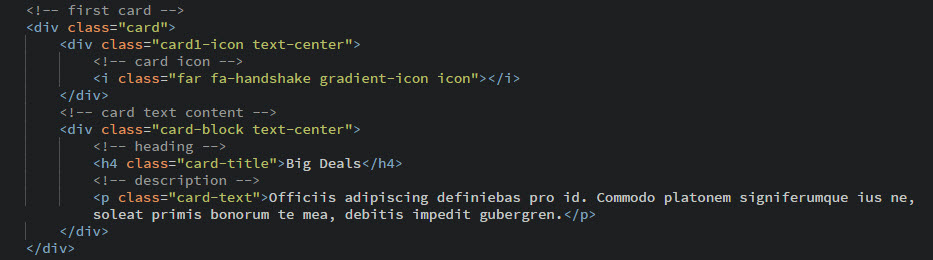 <!-- first card -->
<div class="card">
<div class="card1-icon text-center">
<!-- card icon -->
<i class="far fa-handshake gradient-icon icon"></i>
</div>
<!-- card text content -->
<div class="card-block text-center">
<!-- heading -->
<h4 class="card-title">Big Deals</h4>
<!-- description -->
<p class="card-text">Officiis adipiscing definiebas pro id. Commodo platonem signiferumque ius ne,
soleat primis bonorum te mea, debitis impedit gubergren.</p>
</div>
</div>